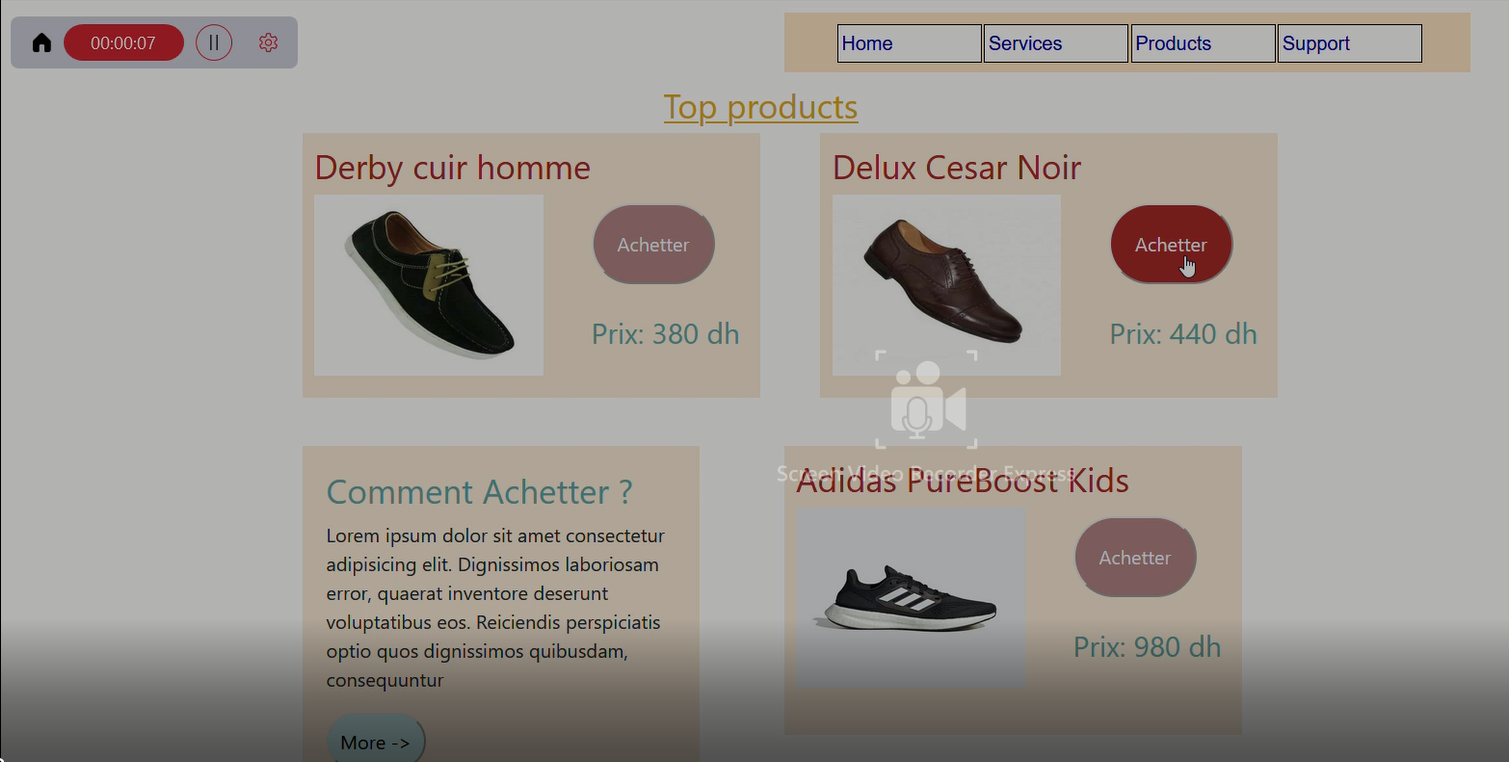 00:00:07
Home
Services
Products
Support
Top products
Derby cuir homme
Achetter
Prix: 380 dh
Delux Cesar Noir
Achetter
Prix: 440 dh
Screen Video Recorder Express
Comment Achetter ?
Lorem ipsum dolor sit amet consectetur
adipisicing elit. Dignissimos laboriosam
error, quaerat inventore deserunt
voluptatibus eos. Reiciendis perspiciatis
optio quos dignissimos quibusdam,
consequuntur
More ->
Adidas PureBoost Kids
Achetter
Prix: 980 dh